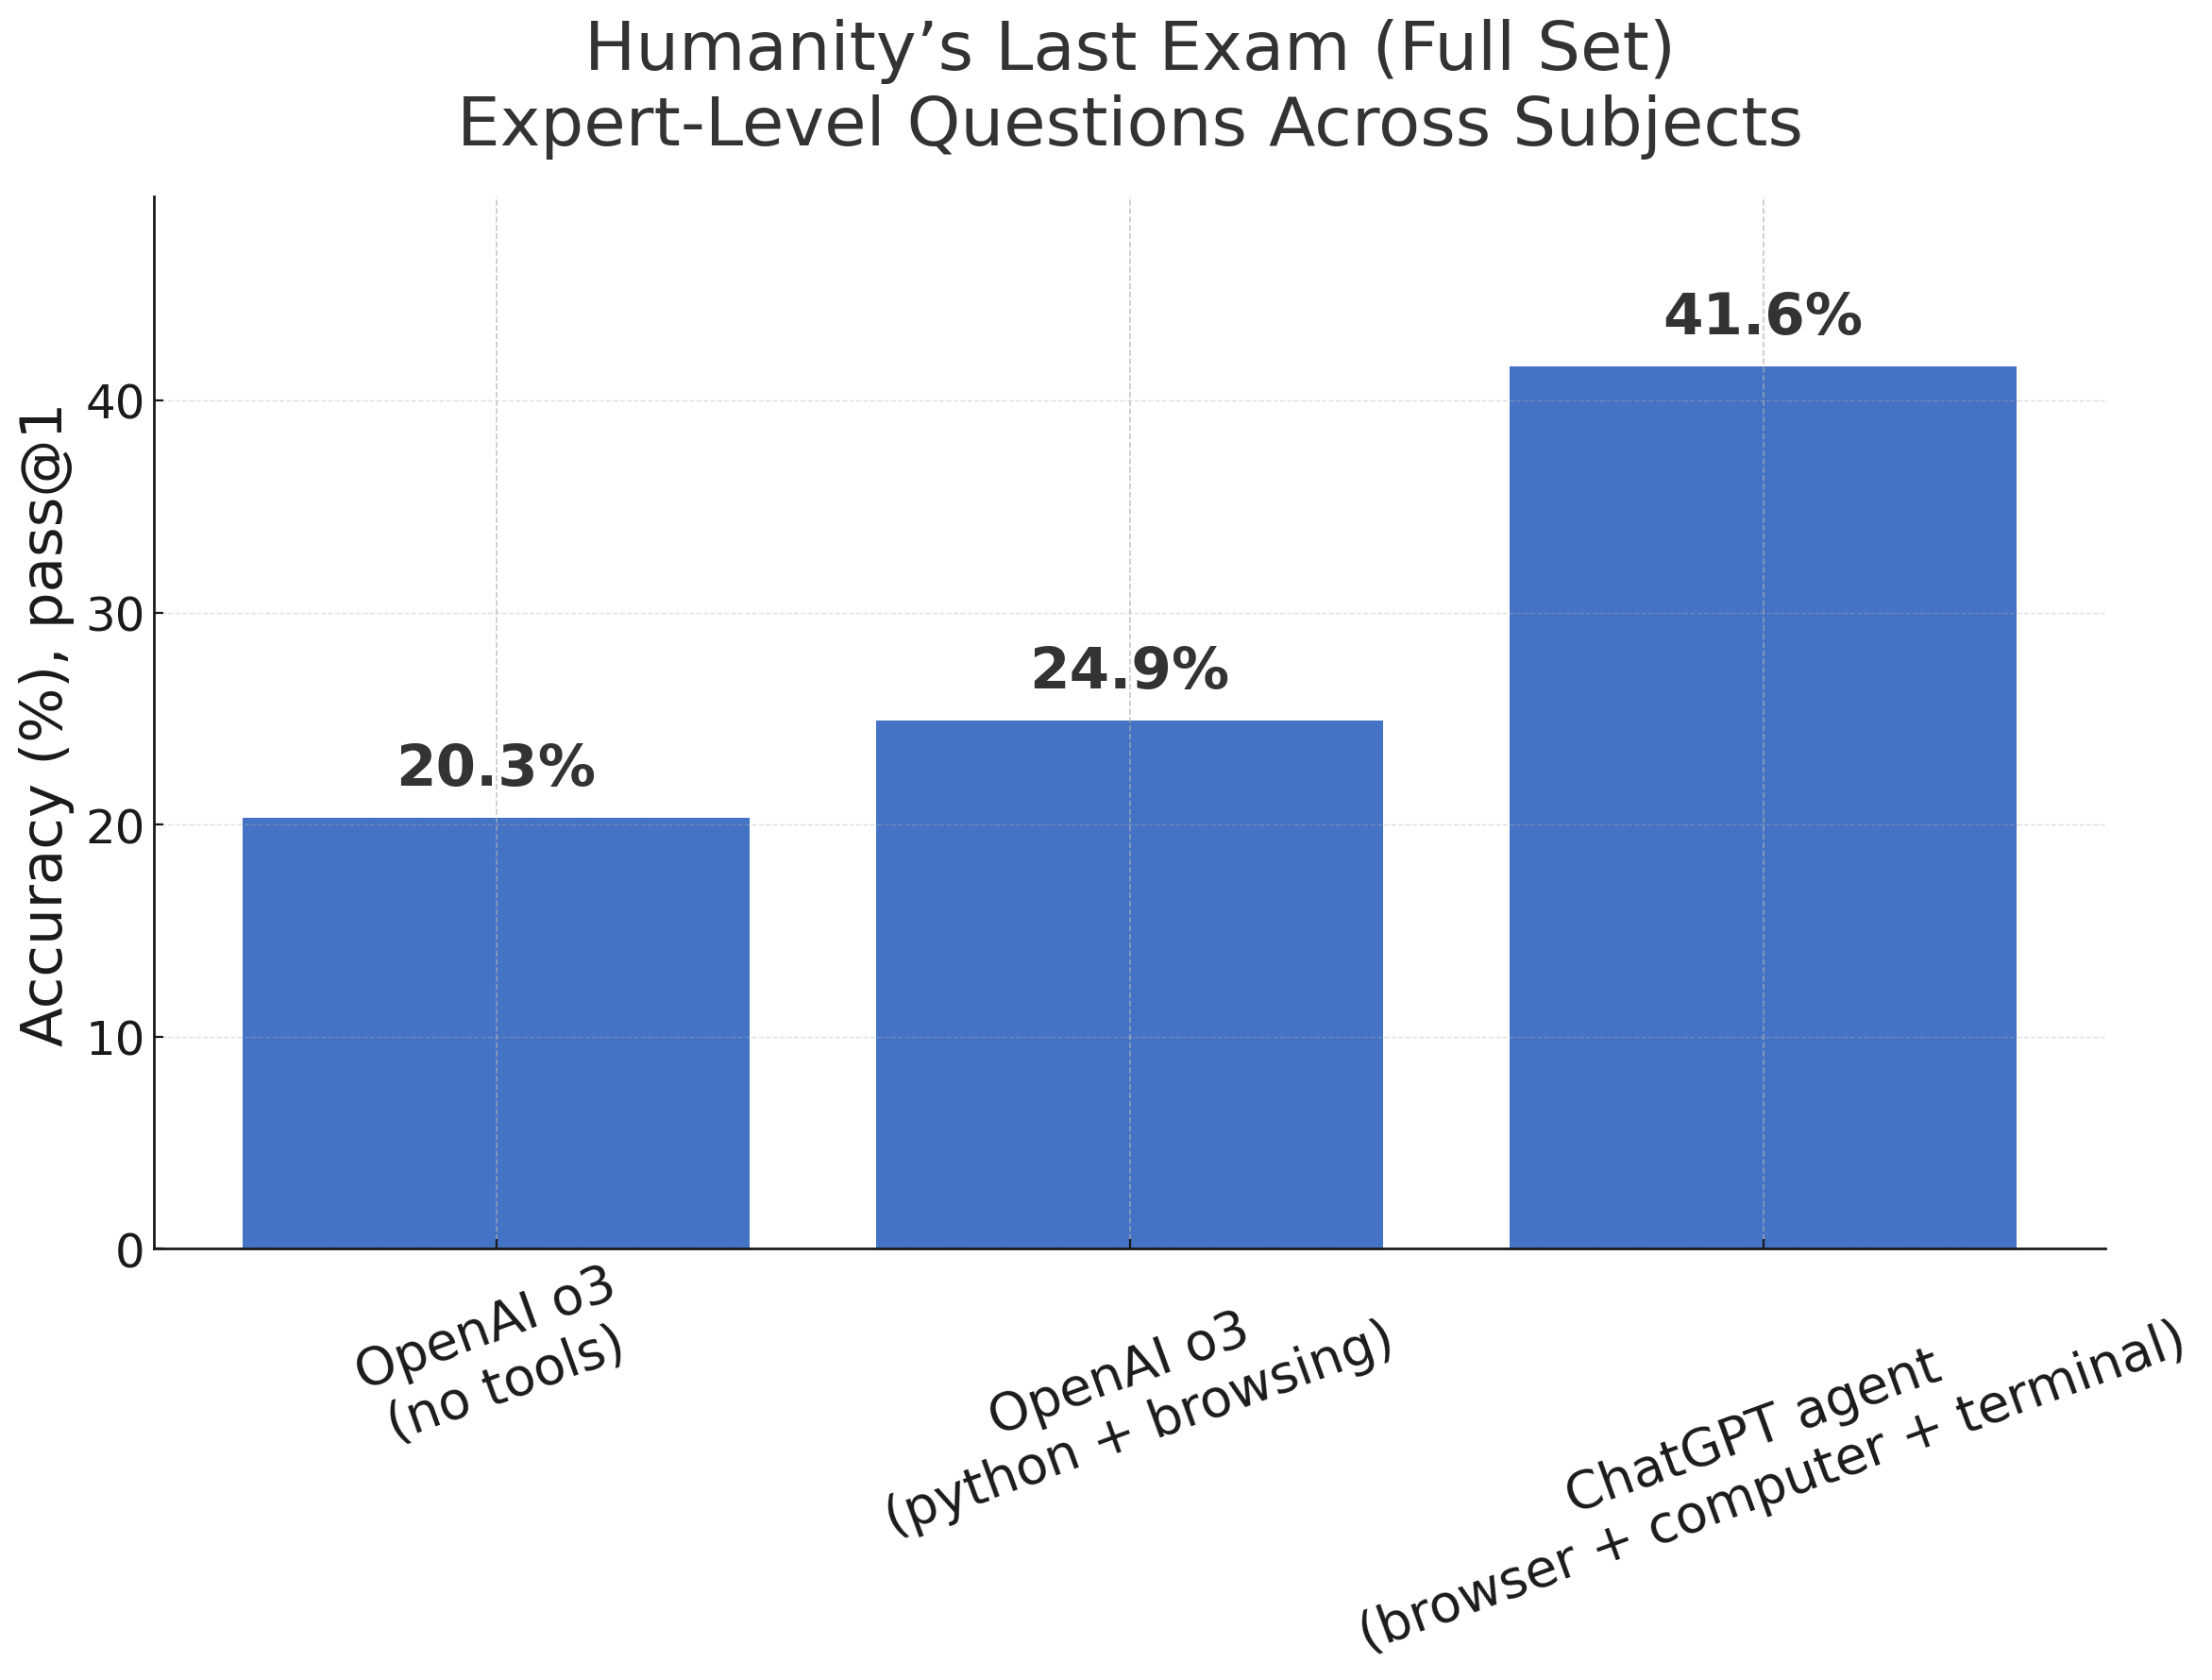 Humanity’s Last Exam (Full Set)
Expert-Level Questions Across Subjects
Accuracy (%), pass@1
40
30
20
10
0
20.3%
24.9%
41.6%
OpenAI o3
(no tools)
OpenAI o3
(python + browsing)
ChatGPT agent
(browser + computer + terminal)